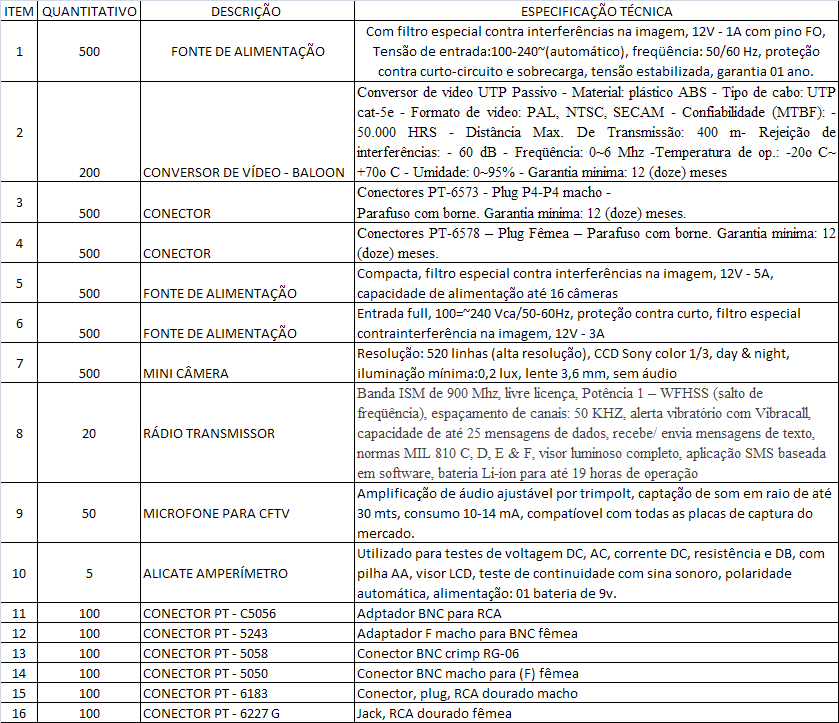 ITEM QUANTITATIVO DESCRIÇÃO ESPECIFICAÇÃO TÉCNICA
1 500 FONTE DE ALIMENTAÇÃO Com filtro especial contra interferências na imagem, 12V - 1A com pino FO,
Tensão de entrada:100-240~(automático), freqüência: 50/60 Hz, proteção
contra curto-circuito e sobrecarga, tensão estabilizada, garantia 01 ano.
2 200 CONVERSOR DE VÍDEO - BALOON Conversor de video UTP Passivo - Material: plástico ABS - Tipo de cabo: UTP
cat-5e - Formato de video: PAL, NTSC, SECAM - Confiabilidade (MTBF): -
50.000 HRS - Distância Max. De Transmissão: 400 m- Rejeição de
interferências: - 60 dB - Freqüência: 0~6 Mhz -Temperatura de op.: -20o C~
+70o C - Umidade: 0~95% - Garantia minima: 12 (doze) meses
3 500 CONECTOR Conectores PT-6573 - Plug P4-P4 macho -
Parafuso com borne. Garantia minima: 12 (doze) meses.
4 500 CONECTOR Conectores PT-6578 – Plug Fêmea – Parafuso com borne. Garantia minima: 12
(doze) meses.
5 500 FONTE DE ALIMENTAÇÃO Compacta, filtro especial contra interferências na imagem, 12V - 5A,
capacidade de alimentação até 16 câmeras
6 500 FONTE DE ALIMENTAÇÃO Entrada full, 100=~240 Vca/50-60Hz, proteção contra curto, filtro especial
contrainterferência na imagem, 12V - 3A
7 500 MINI CÂMERA Resolução: 520 linhas (alta resolução), CCD Sony color 1/3, day & night,
iluminação mínima:0,2 lux, lente 3,6 mm, sem áudio
8 20 RÁDIO TRANSMISSOR Banda ISM de 900 Mhz, livre licença, Potência 1 – WFHSS (salto de
freqüência), espaçamento de canais: 50 KHZ, alerta vibratório com Vibracall,
capacidade de até 25 mensagens de dados, recebe/ envia mensagens de texto,
normas MIL 810 C, D, E & F, visor luminoso completo, aplicação SMS baseada
em software, bateria Li-ion para até 19 horas de operação
9 50 MICROFONE PARA CFTV Amplificação de áudio ajustável por trimpolt, captação de som em raio de até
30 mts, consumo 10-14 mA, compatíovel com todas as placas de captura do
mercado.
10 5 ALICATE AMPERÍMETRO Utilizado para testes de voltagem DC, AC, corrente DC, resistência e DB, com
pilha AA, visor LCD, teste de continuidade com sina sonoro, polaridade
automática, alimentação: 01 bateria de 9v.
11 100 CONECTOR PT - C5056 Adptador BNC para RCA
12 100 CONECTOR PT - 5243 Adaptador F macho para BNC fêmea
13 100 CONECTOR PT - 5058 Conector BNC crimp RG-06
14 100 CONECTOR PT - 5050 Conector BNC macho para (F) fêmea
15 100 CONECTOR PT - 6183 Conector, plug, RCA dourado macho
16 100 CONECTOR PT - 6227 G Jack, RCA dourado fêmea